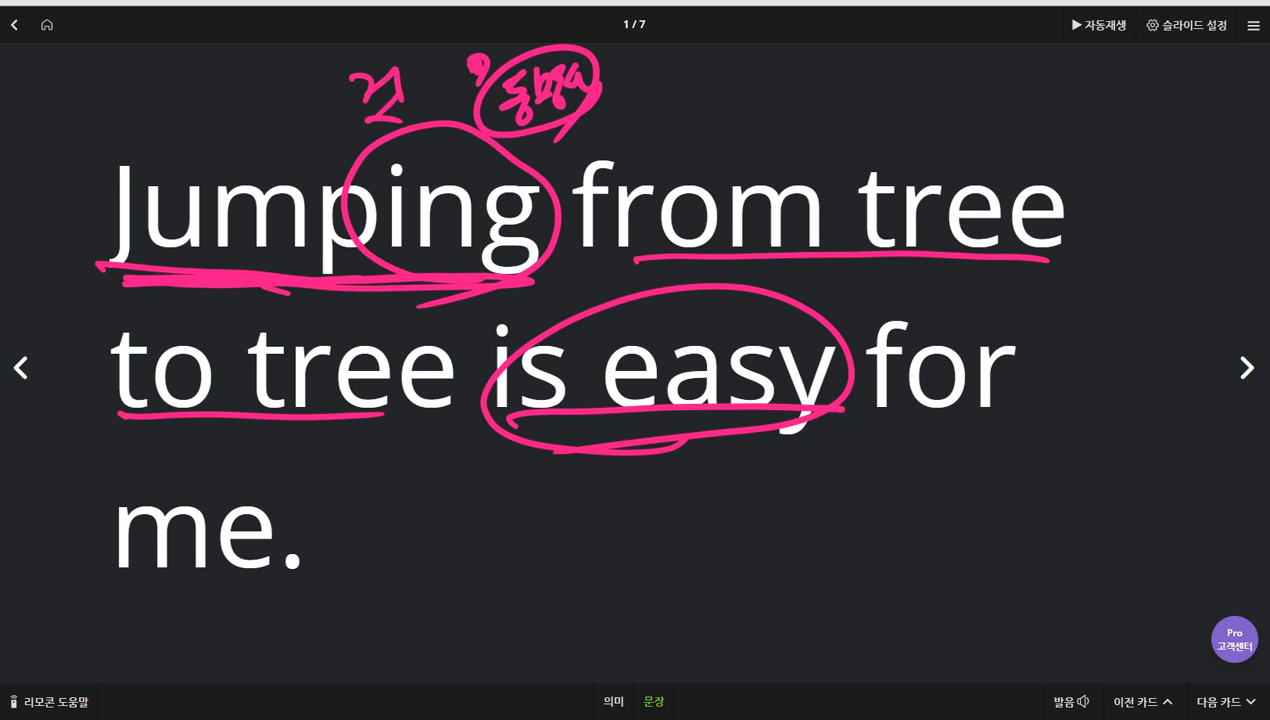 1 / 7
자동재생
슬라이드 설정
것
동명사
Jumping from tree
to tree is easy for
me.
Pro
고객센터
리모콘 도움말
의미
문장
발음
이전 카드
다음 카드